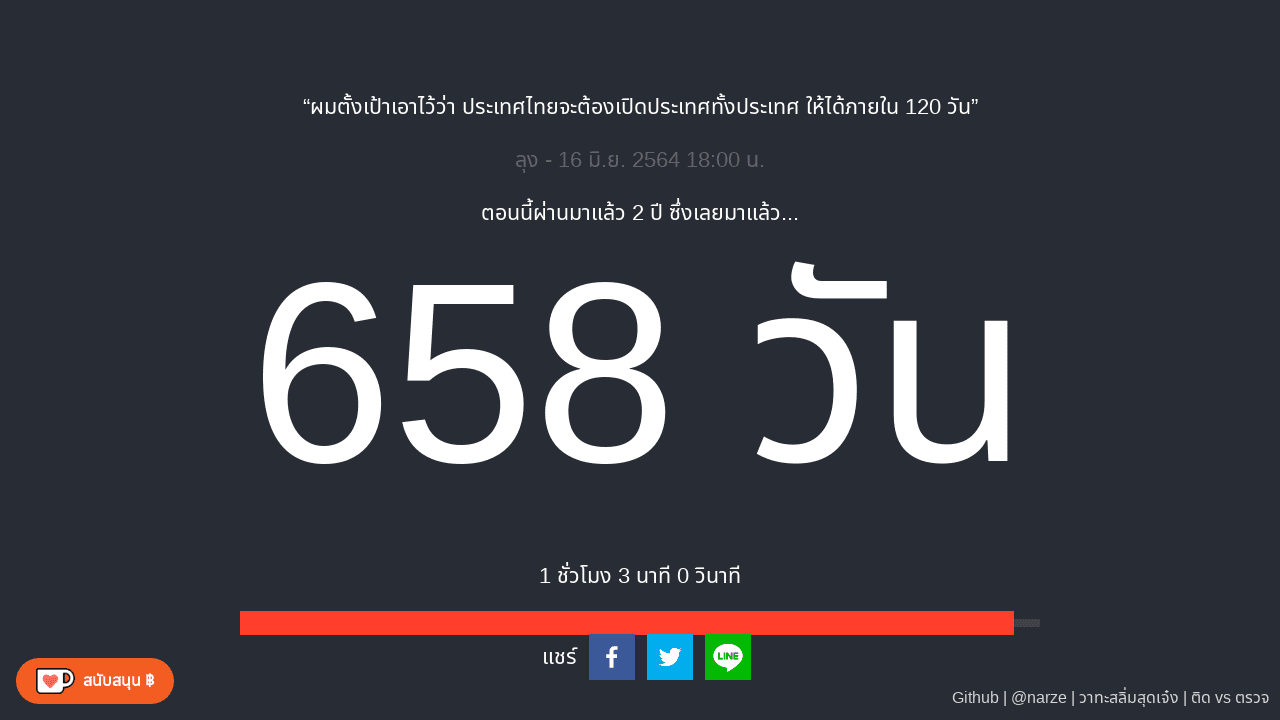 “ผมตั้งเป้าเอาไว้ว่า ประเทศไทยจะต้องเปิดประเทศทั้งประเทศ ให้ได้ภายใน 120 วัน”
ลุง - 16 มิ.ย. 2564 18:00 น.
ตอนนี้ผ่านมาแล้ว 2 ปี ซึ่งเลยมาแล้ว...
658 วัน
1 ชั่วโมง 3 นาที 0 วินาที
แชร์
LINE
สนับสนุน ฿
Github | @narze | วาทะสลิ่มสุดเจ๋ง | ติด vs ตรวจ